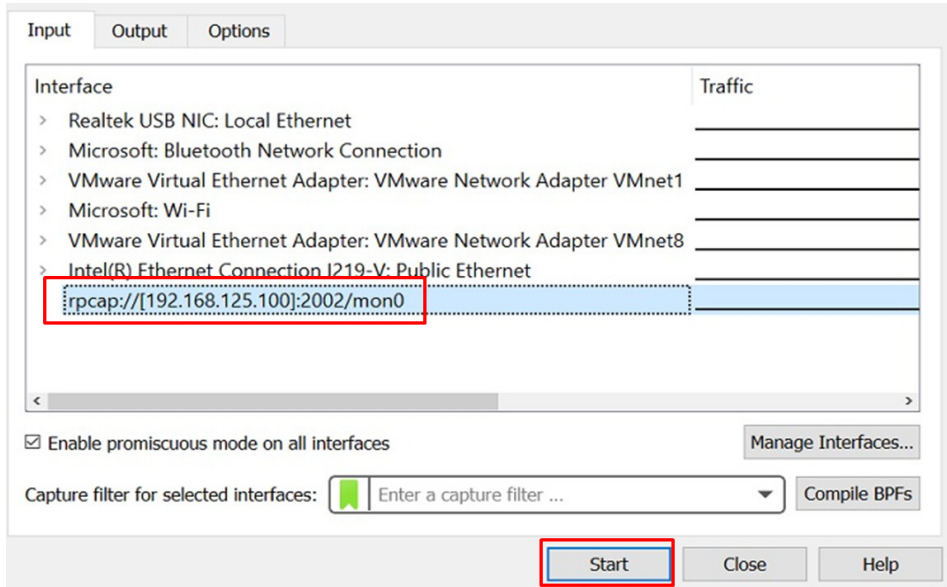 Input Output Options
Interface Traffic
Realtek USB NIC: Local Ethernet
Microsoft: Bluetooth Network Connection
VMware Virtual Ethernet Adapter: VMware Network Adapter VMnet1
Microsoft: Wi-Fi
VMware Virtual Ethernet Adapter: VMware Network Adapter VMnet8
Intel(R) Ethernet Connection I219-V: Public Ethernet
rpcap://[192.168.125.100]:2002/mon0
Enable promiscuous mode on all interfaces Manage Interfaces...
Capture filter for selected interfaces: Enter a capture filter ... Compile BPFs
Start Close Help